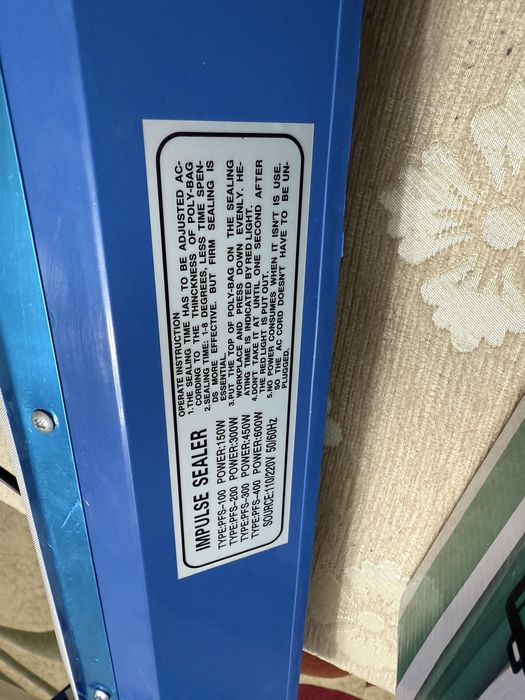 IMPULSE SEALER
TYPE:PFS-100 POWER:150W
TYPE:PFS-200 POWER:300W
TYPE:PFS-300 POWER:450W
TYPE:PFS-400 POWER:600W
SOURCE:110/220V 50/60Hz
OPERATE INSTRUCTION
1.THE SEALING TIME HAS TO BE ADJUSTED AC-
CORDING TO THE THINCKNESS OF POLY-BAG
2.SEALING TIME: 1-8 DEGREES, LESS TIME SPEN-
DS MORE EFFECTIVE. BUT FIRM SEALING IS
ESSENTIAL.
3.PUT THE TOP OF POLY-BAG ON THE SEALING
WORKPLACE AND PRESS DOWN EVENLY. HE-
ATING TIME IS INDICATED BY RED LIGHT.
4.DON'T TAKE IT AT UNTIL ONE SECOND AFTER
THE RED LIGHT IS PUT OUT.
5.NO POWER CONSUMES WHEN IT ISN'T IS USE.
SO THE AC CORD DOESN'T HAVE TO BE UN-
PLUGGED.